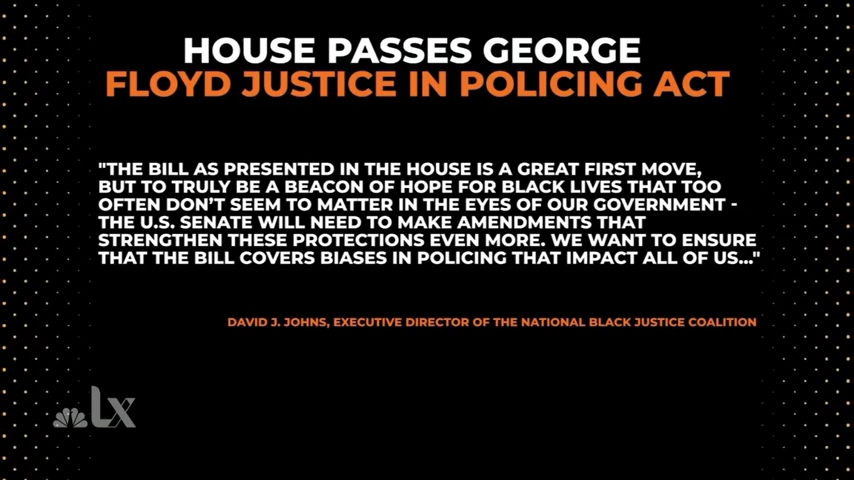 HOUSE PASSES GEORGE
FLOYD JUSTICE IN POLICING ACT
"THE BILL AS PRESENTED IN THE HOUSE IS A GREAT FIRST MOVE,
BUT TO TRULY BE A BEACON OF HOPE FOR BLACK LIVES THAT TOO
OFTEN DON'T SEEM TO MATTER IN THE EYES OF OUR GOVERNMENT -
THE U.S. SENATE WILL NEED TO MAKE AMENDMENTS THAT
STRENGTHEN THESE PROTECTIONS EVEN MORE. WE WANT TO ENSURE
THAT THE BILL COVERS BIASES IN POLICING THAT IMPACT ALL OF US..."
DAVID J. JOHNS, EXECUTIVE DIRECTOR OF THE NATIONAL BLACK JUSTICE COALITION
LX